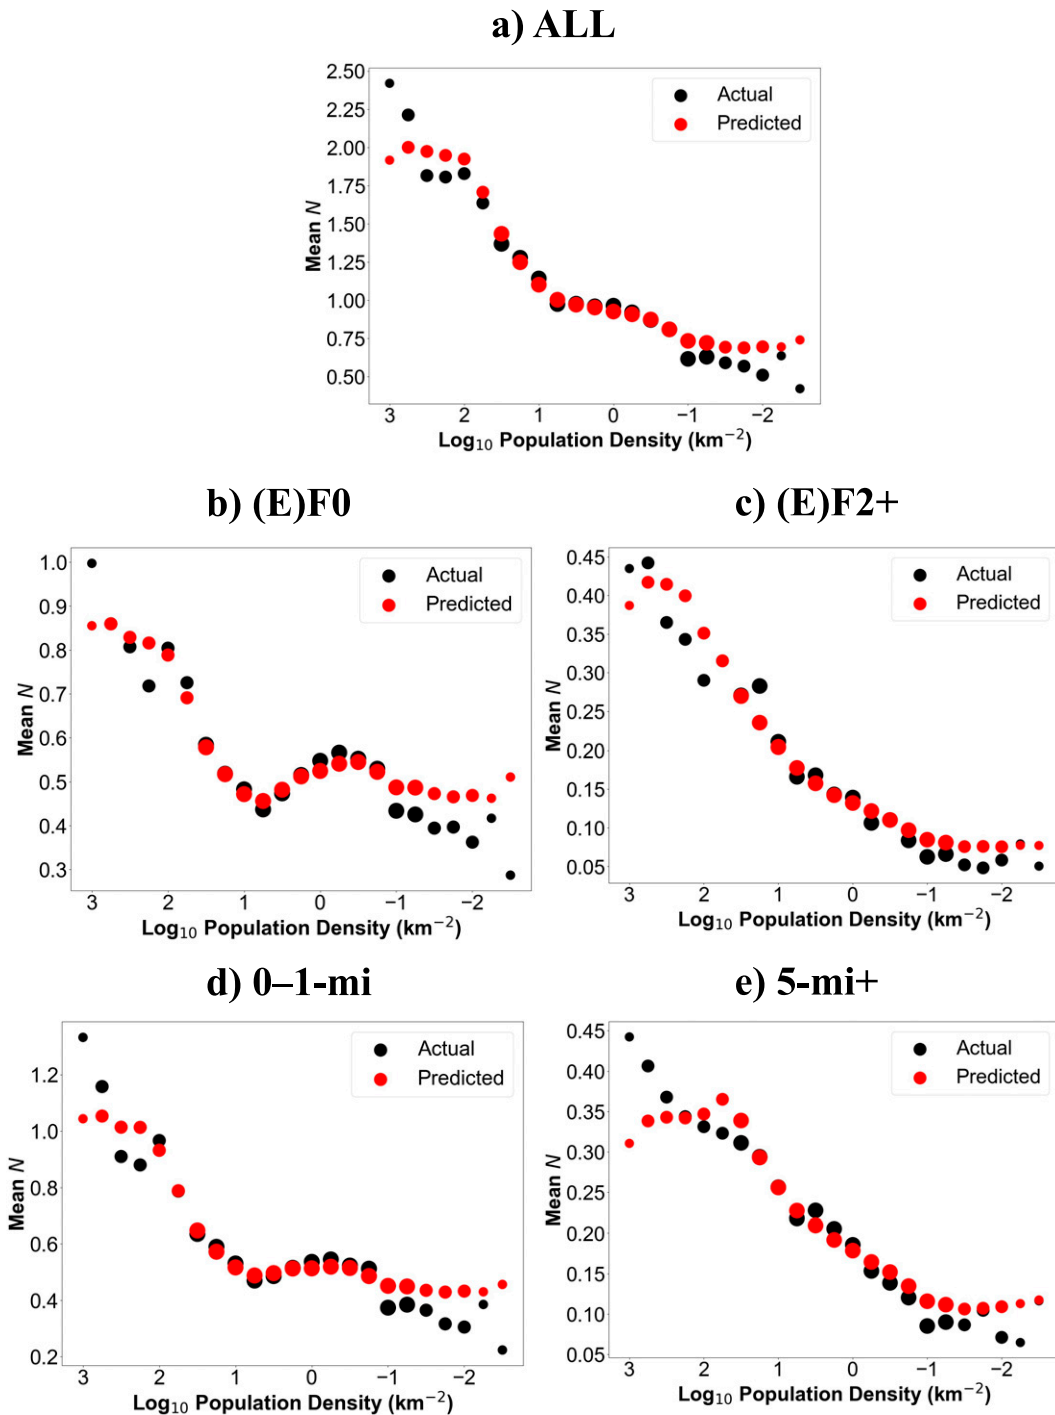 a) ALL
2.50
2.25
2.00
1.75
1.50
1.25
1.00
0.75
0.50
Mean N
Actual
Predicted
3 2 1 0 −1 −2
Log₁₀ Population Density (km⁻²)
b) (E)F0
1.0
0.9
0.8
0.7
0.6
0.5
0.4
0.3
Mean N
Actual
Predicted
3 2 1 0 −1 −2
Log₁₀ Population Density (km⁻²)
c) (E)F2+
0.45
0.40
0.35
0.30
0.25
0.20
0.15
0.10
0.05
Mean N
Actual
Predicted
3 2 1 0 −1 −2
Log₁₀ Population Density (km⁻²)
d) 0–1-mi
1.2
1.0
0.8
0.6
0.4
0.2
Mean N
Actual
Predicted
3 2 1 0 −1 −2
Log₁₀ Population Density (km⁻²)
e) 5-mi+
0.45
0.40
0.35
0.30
0.25
0.20
0.15
0.10
0.05
Mean N
Actual
Predicted
3 2 1 0 −1 −2
Log₁₀ Population Density (km⁻²)